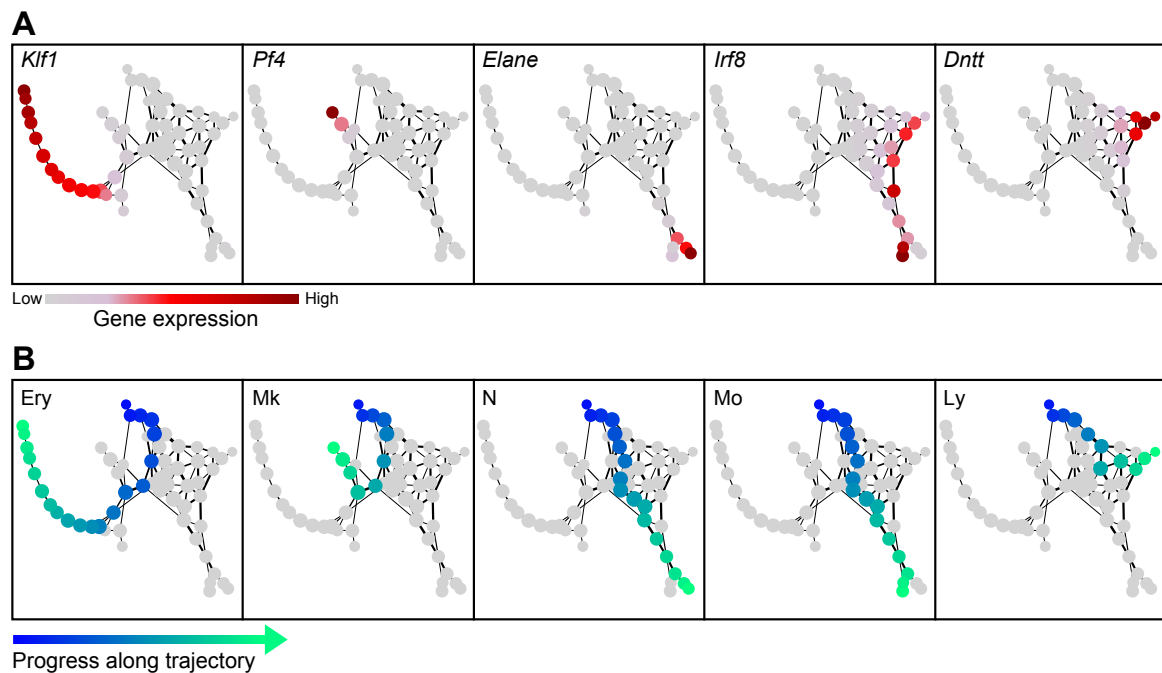 A
Klf1
Pf4
Elane
Irf8
Dntt
Low
High
Gene expression
B
Ery
Mk
N
Mo
Ly
Progress along trajectory